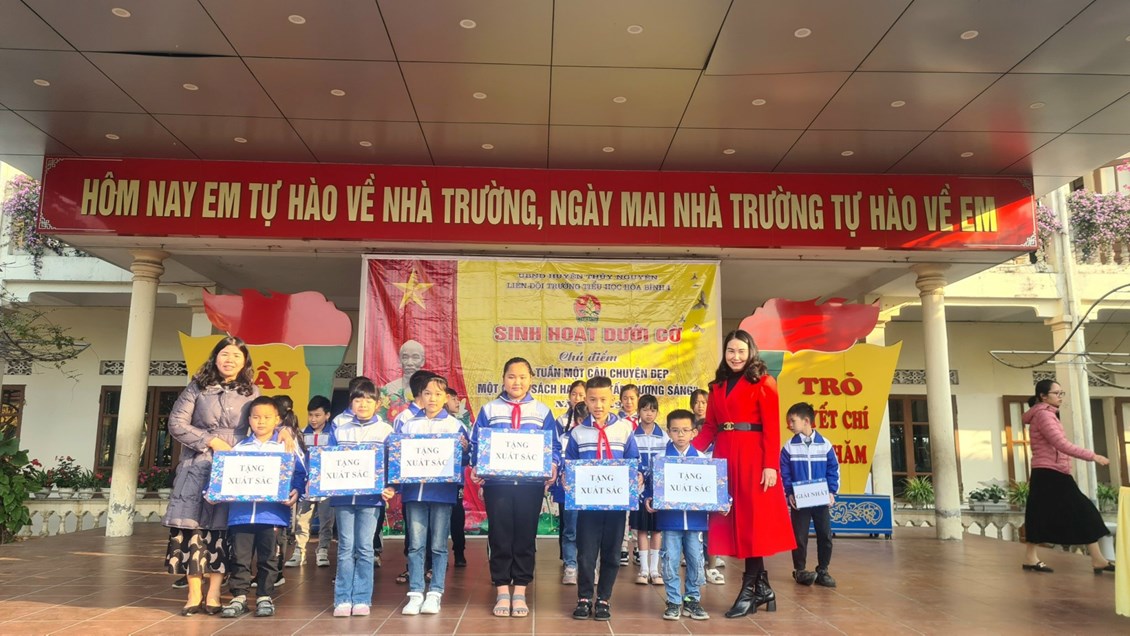 HÔM NAY EM TỰ HÀO VỀ NHÀ TRƯỜNG, NGÀY MAI NHÀ TRƯỜNG TỰ HÀO VỀ EM
UBND HUYỆN THỦY NGUYÊN
LIÊN ĐỘI TRƯỜNG TIỂU HỌC HÒA BÌNH 1
SINH HOẠT DƯỚI CỜ
Chủ điểm
TUẦN MỘT CÂU CHUYỆN ĐẸP
MỘT SÁCH
TRÒ
CHÍ
TẶNG
XUẤT SẮC
TẶNG
XUẤT SẮC
TẶNG
XUẤT SẮC
TẶNG
XUẤT SẮC
TẶNG
XUẤT SẮC
TẶNG
XUẤT SẮC
GIẢI NHẤT